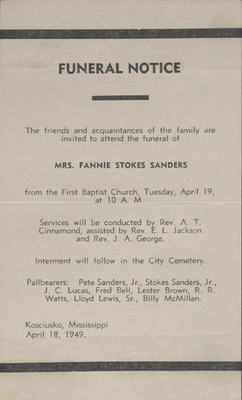 FUNERAL NOTICE
The friends and acquaintances of the family are
invited to attend the funeral of
MRS. FANNIE STOKES SANDERS
from the First Baptist Church, Tuesday, April 19,
at 10 A. M.
Services will be conducted by Rev. A. T.
Cinnamond, assisted by Rev. E. L. Jackson
and Rev. J. A. George.
Interment will follow in the City Cemetery.
Pallbearers: Pete Sanders, Jr., Stokes Sanders, Jr.,
J. C. Lucas, Fred Bell, Lester Brown, R. R.
Watts, Lloyd Lewis, Sr., Billy McMillan.
Kosciusko, Mississippi
April 18, 1949.